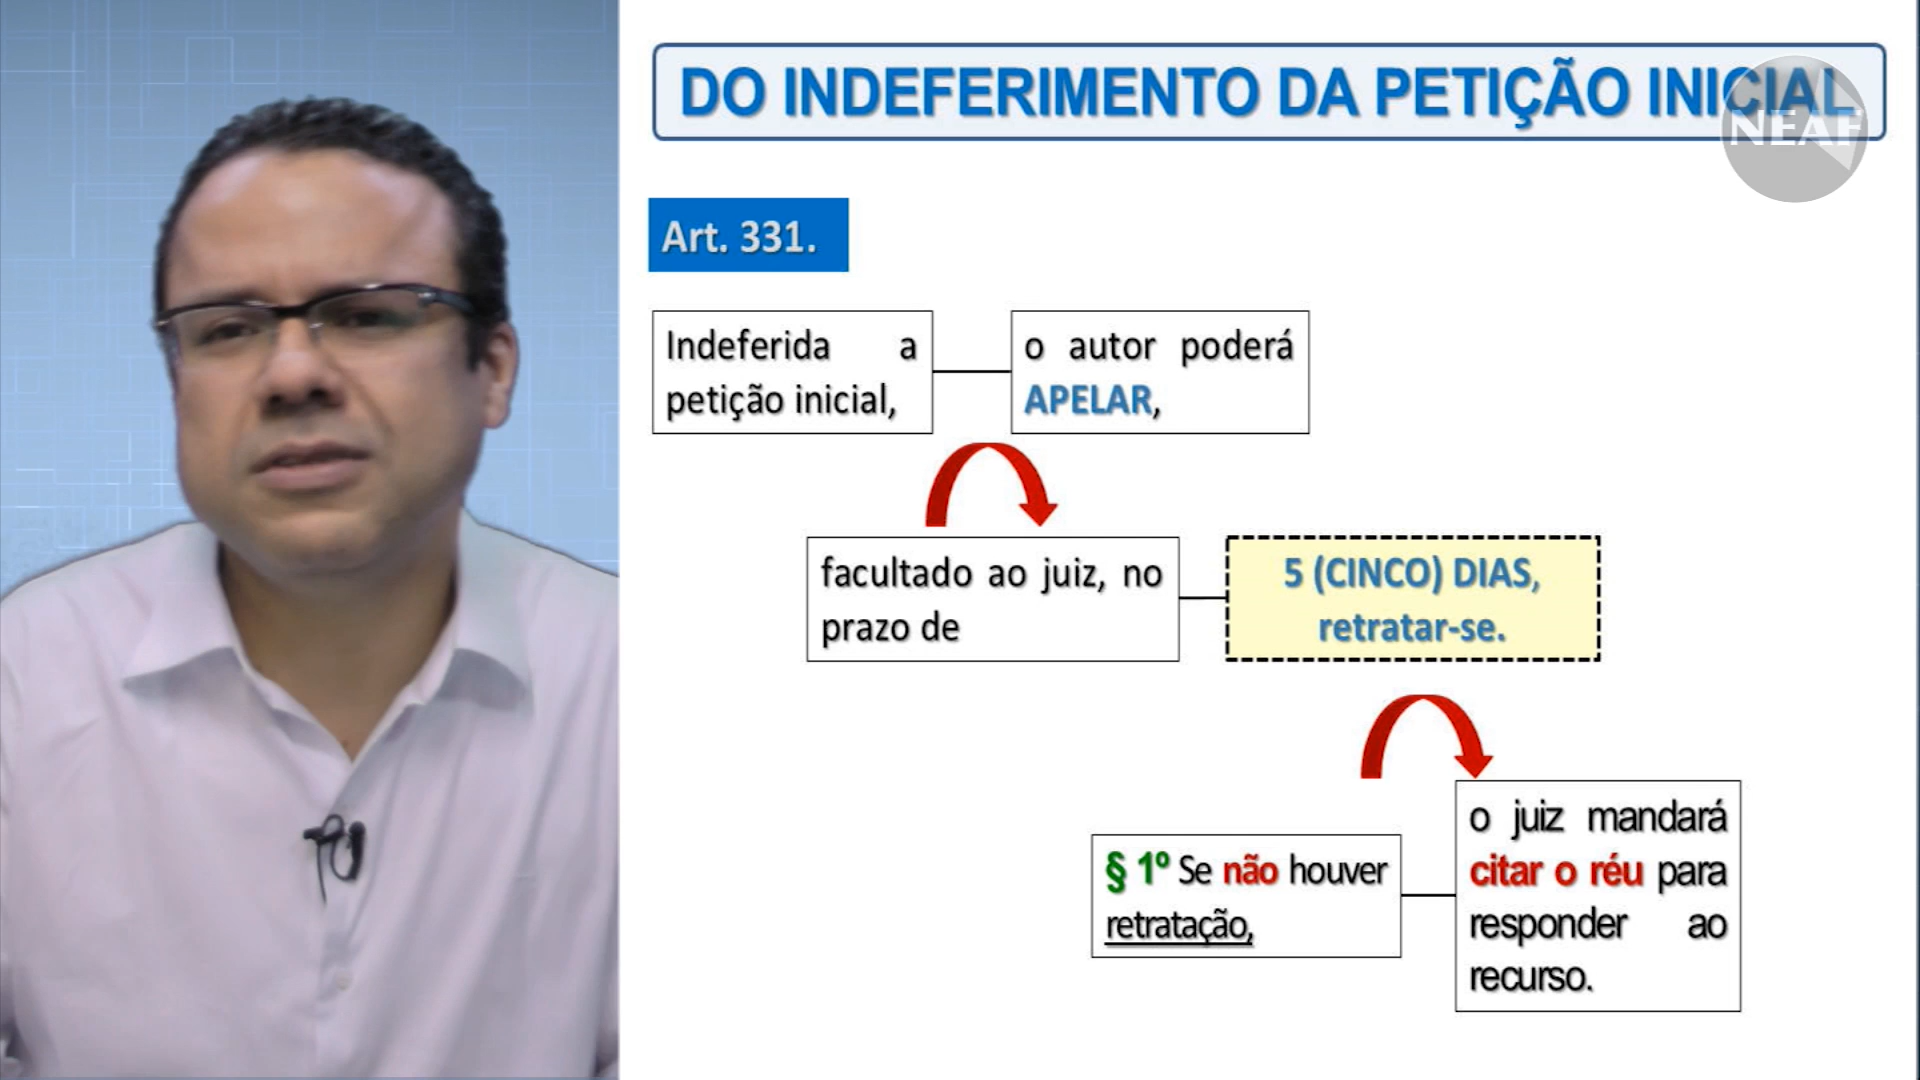 DO INDEFERIMENTO DA PETIÇÃO INICIAL
NEAF
Art. 331.
Indeferida a
petição inicial,
o autor poderá
APELAR,
facultado ao juiz, no
prazo de
5 (CINCO) DIAS,
retratar-se.
§ 1º Se não houver
retratação,
o juiz mandará
citar o réu para
responder ao
recurso.